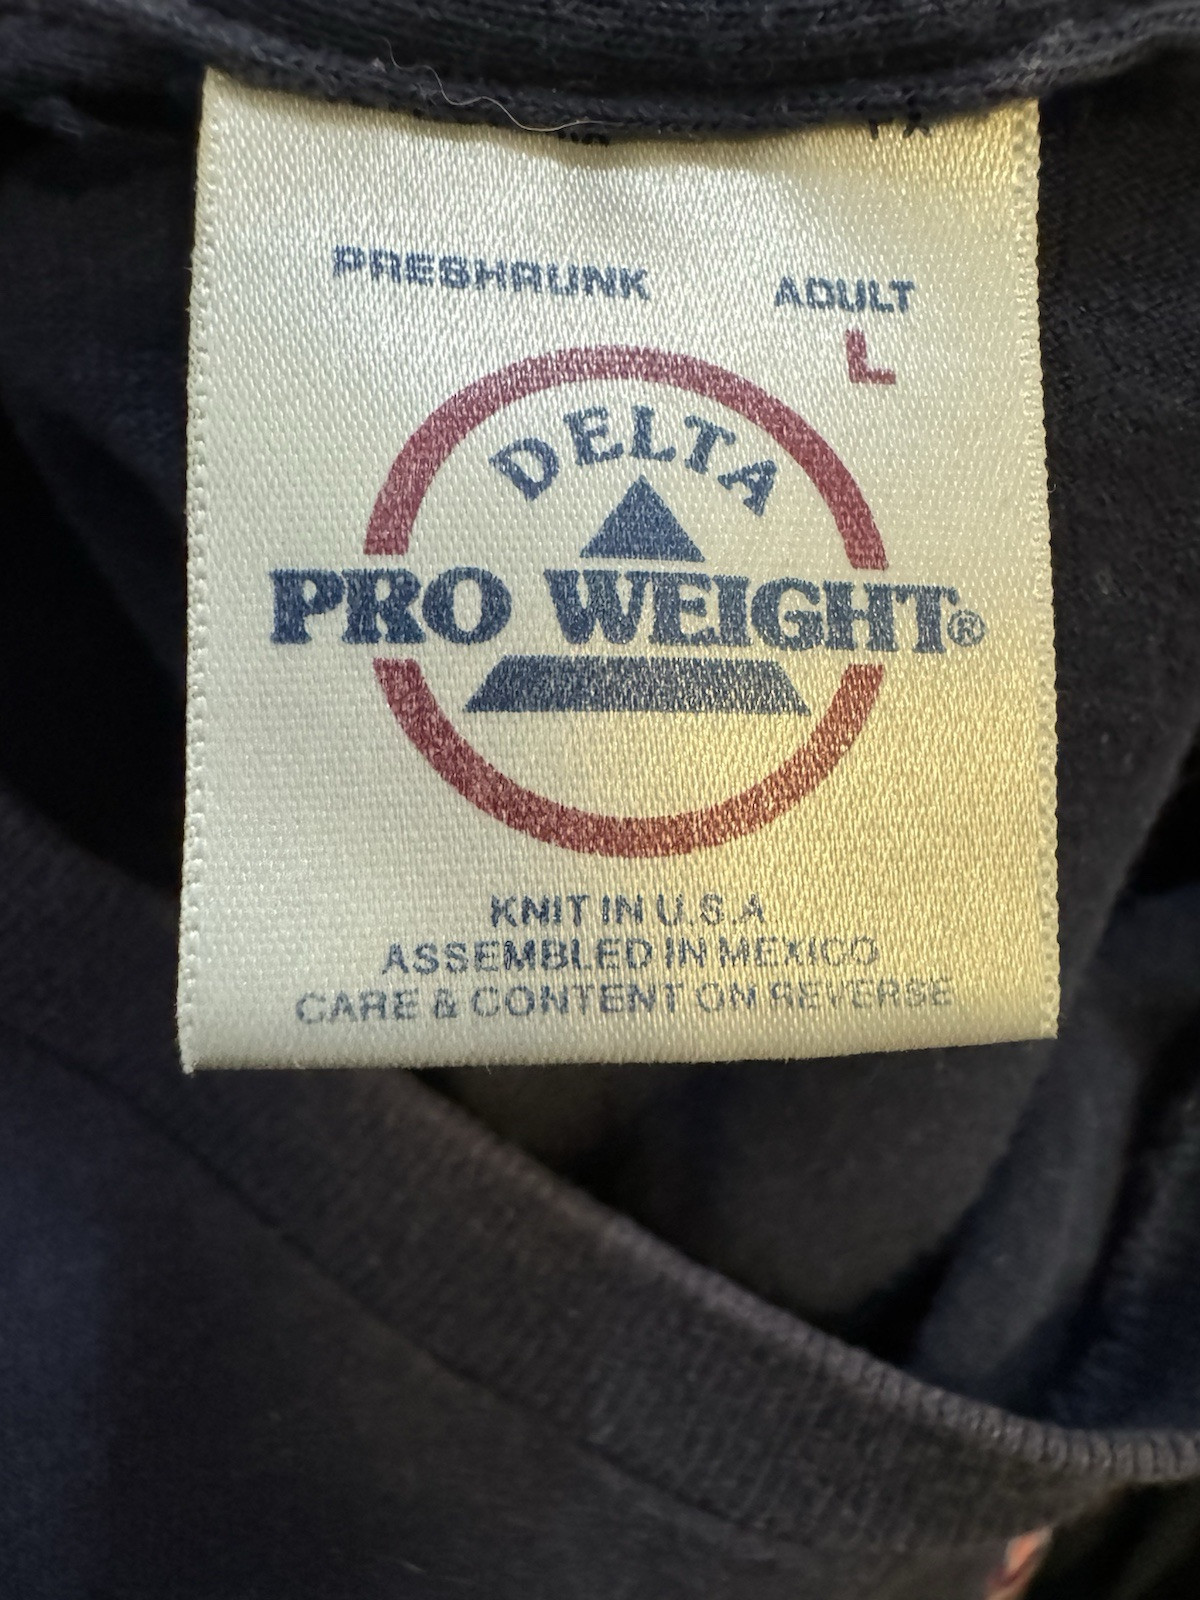 PRESHRUNK
ADULT
L
DELTA
PRO WEIGHT®
KNIT IN U.S.A
ASSEMBLED IN MEXICO
CARE & CONTENT ON REVERSE